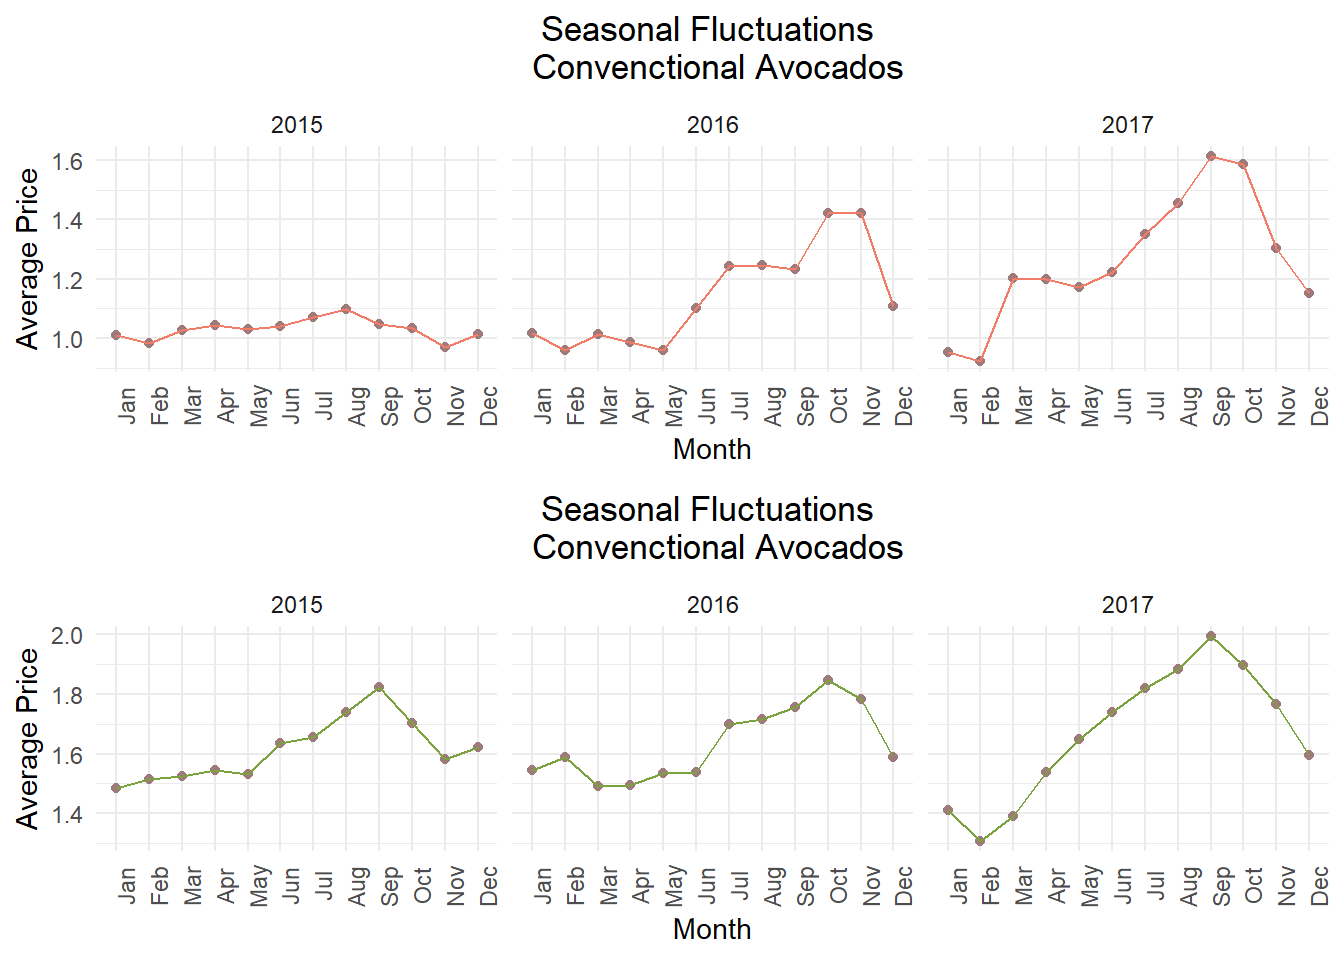 Seasonal Fluctuations
Convenctional Avocados
2015 2016 2017
Average Price
1.6
1.4
1.2
1.0
Jan Feb Mar Apr May Jun Jul Aug Sep Oct Nov Dec Jan Feb Mar Apr May Jun Jul Aug Sep Oct Nov Dec Jan Feb Mar Apr May Jun Jul Aug Sep Oct Nov Dec
Month
Seasonal Fluctuations
Convenctional Avocados
2015 2016 2017
Average Price
2.0
1.8
1.6
1.4
Jan Feb Mar Apr May Jun Jul Aug Sep Oct Nov Dec Jan Feb Mar Apr May Jun Jul Aug Sep Oct Nov Dec Jan Feb Mar Apr May Jun Jul Aug Sep Oct Nov Dec
Month